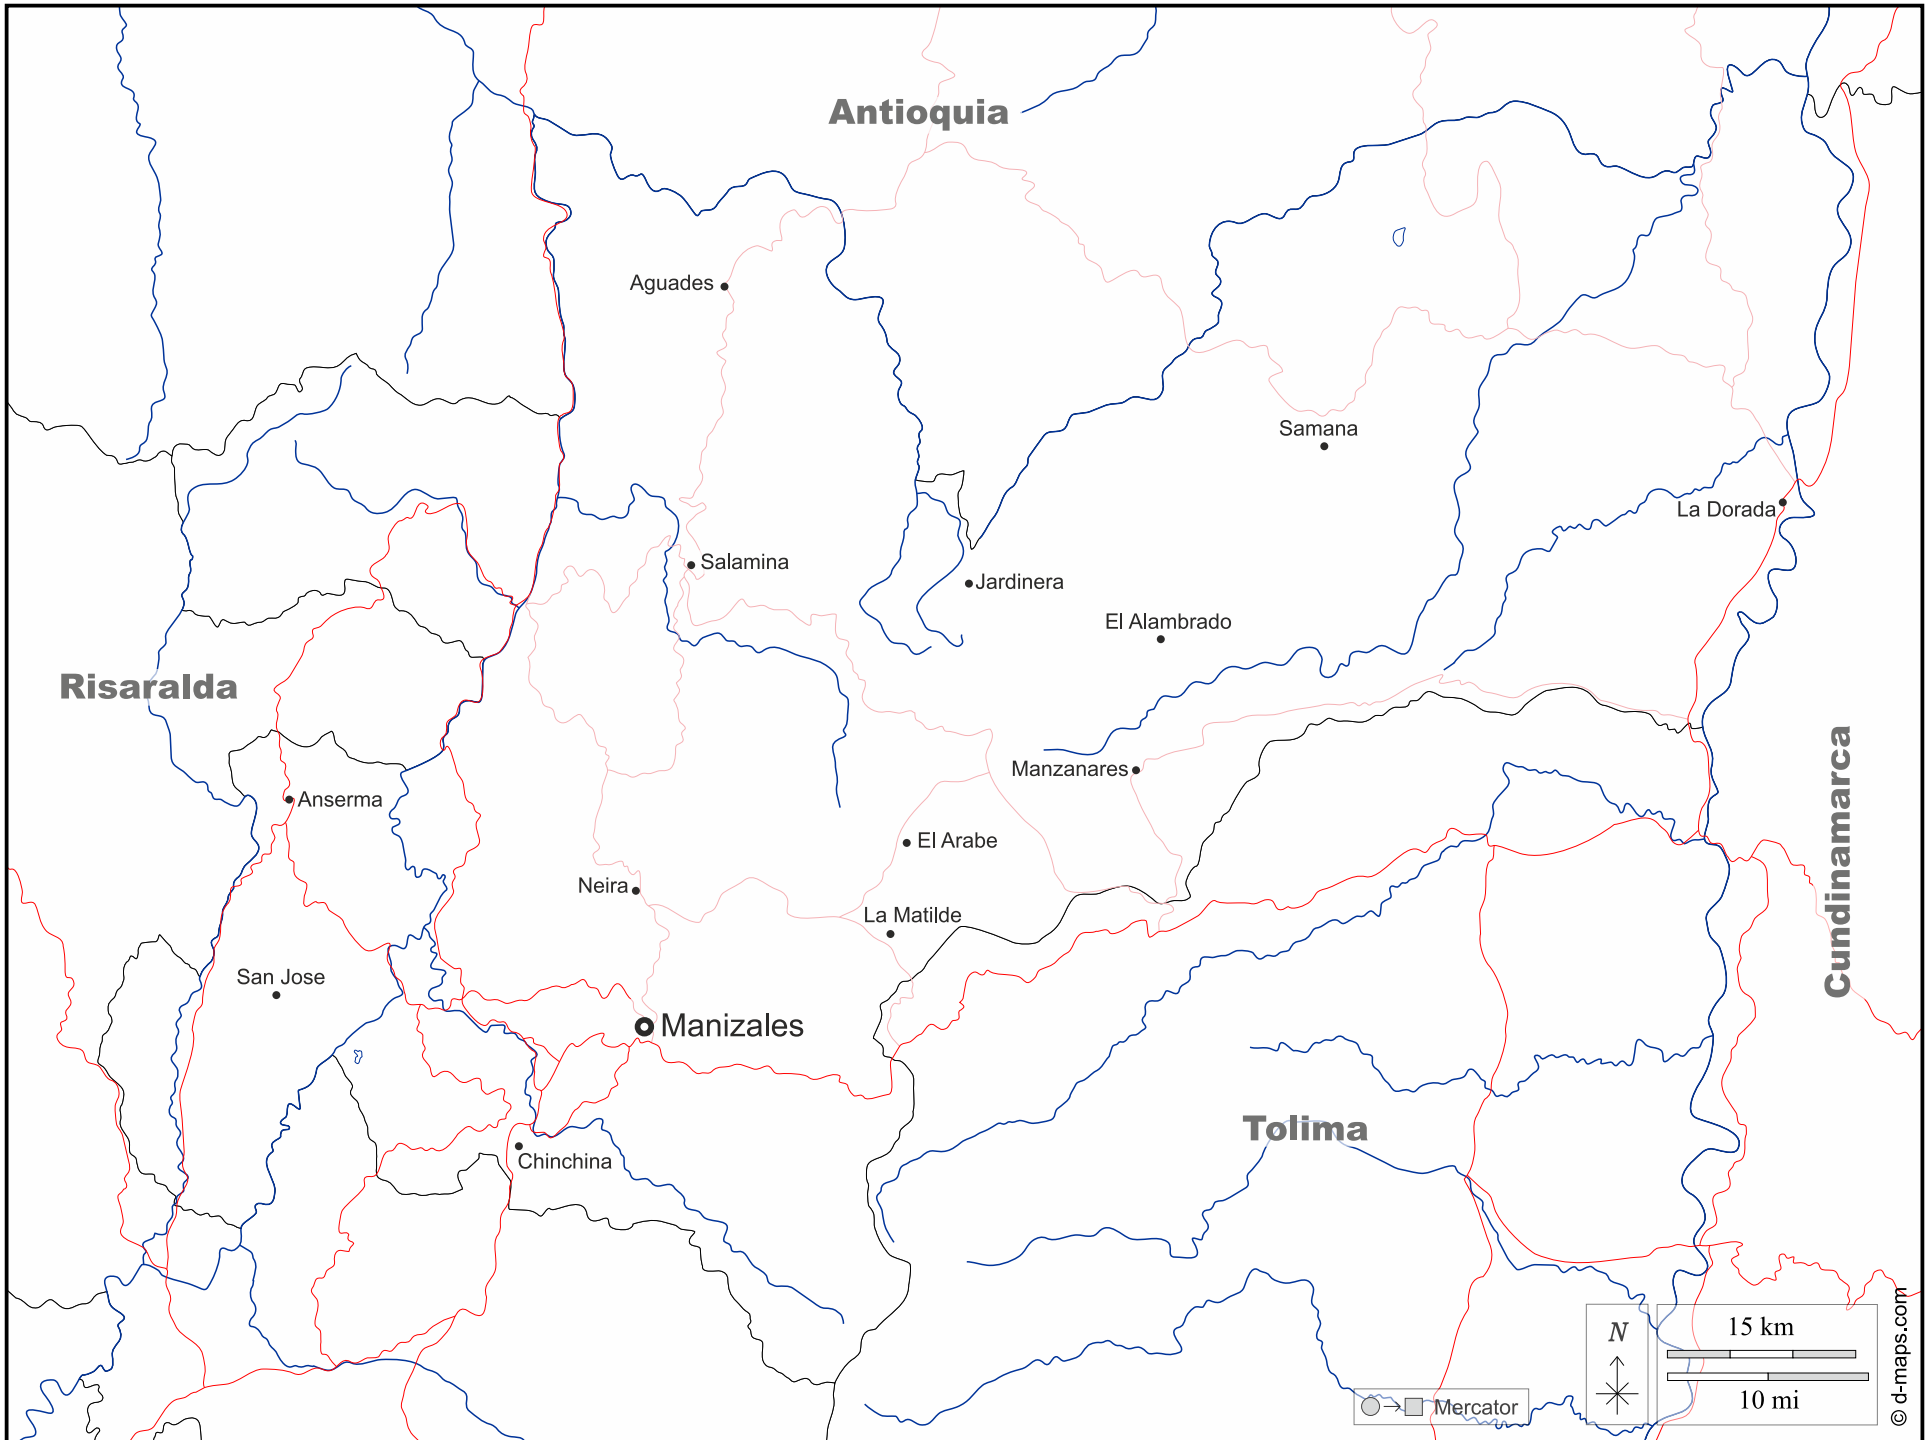 Antioquia
Aguades
Samana
La Dorada
Salamina
Jardinera
El Alambrado
Risaralda
Manzanares
Anserma
El Arabe
Cundinamarca
Neira
La Matilde
San Jose
Manizales
Tolima
Chinchina
N
15 km
10 mi
Mercator
© d-maps.com